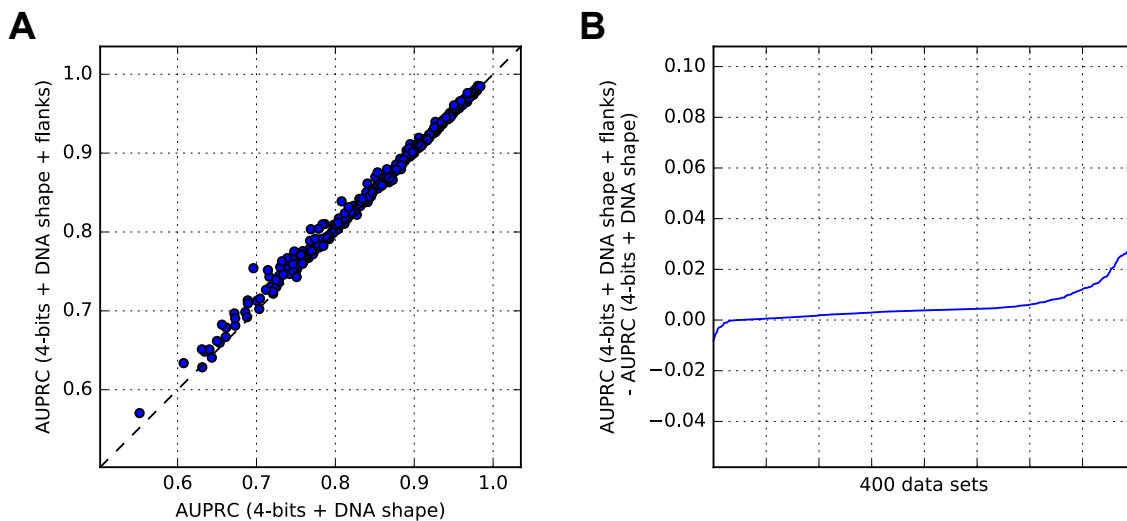 A
AUPRC (4-bits + DNA shape + flanks)
1.0
0.9
0.8
0.7
0.6
0.6 0.7 0.8 0.9 1.0
AUPRC (4-bits + DNA shape)
B
AUPRC (4-bits + DNA shape + flanks)
- AUPRC (4-bits + DNA shape)
0.10
0.08
0.06
0.04
0.02
0.00
−0.02
−0.04
400 data sets